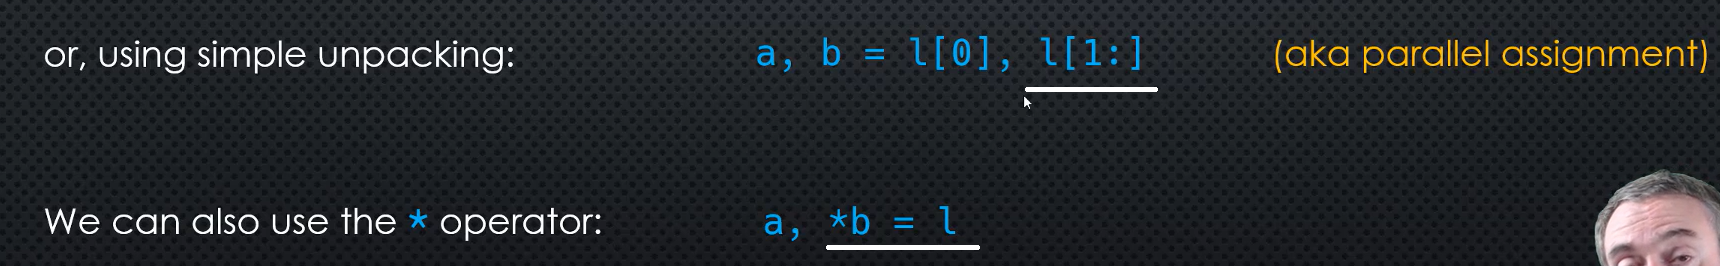 or, using simple unpacking: a, b = l[0], l[1:] (aka parallel assignment)
We can also use the * operator: a, *b = l